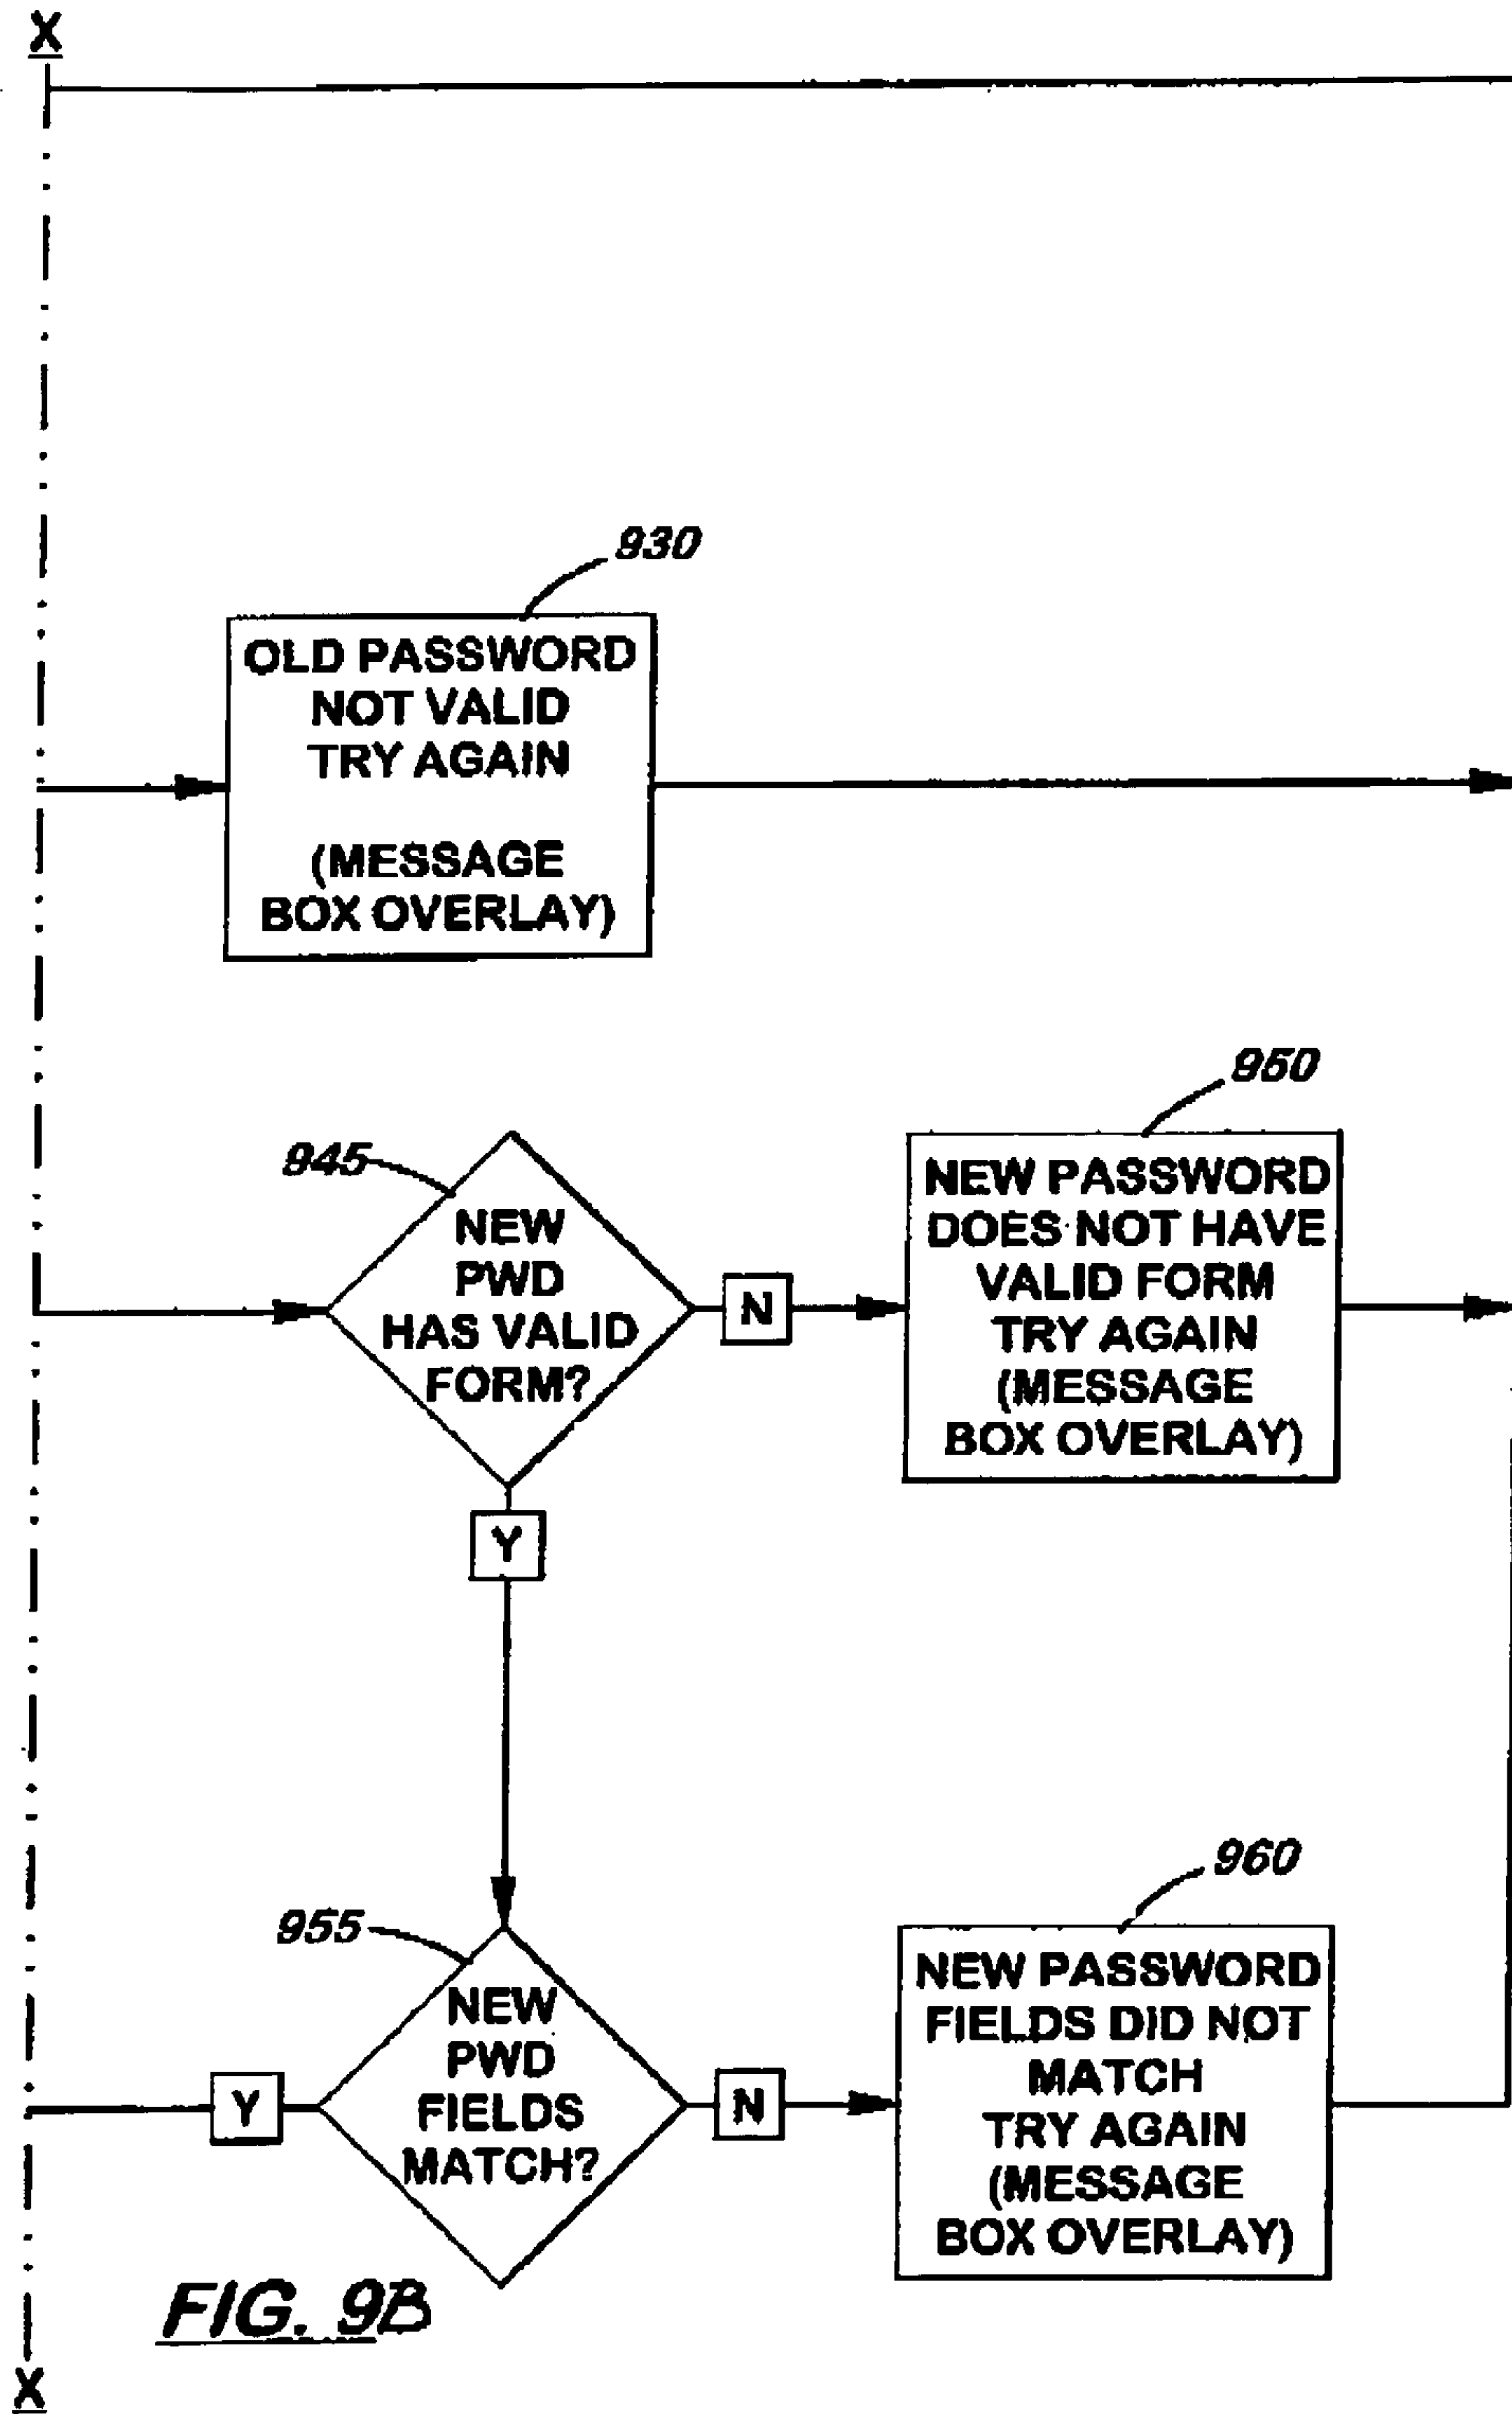 X
930
OLD PASSWORD
NOT VALID
TRY AGAIN
(MESSAGE
BOX OVERLAY)
945
NEW
PWD
HAS VALID
FORM?
N
950
NEW PASSWORD
DOES NOT HAVE
VALID FORM
TRY AGAIN
(MESSAGE
BOX OVERLAY)
Y
955
NEW
PWD
FIELDS
MATCH?
Y
N
960
NEW PASSWORD
FIELDS DID NOT
MATCH
TRY AGAIN
(MESSAGE
BOX OVERLAY)
FIG. 9B
X